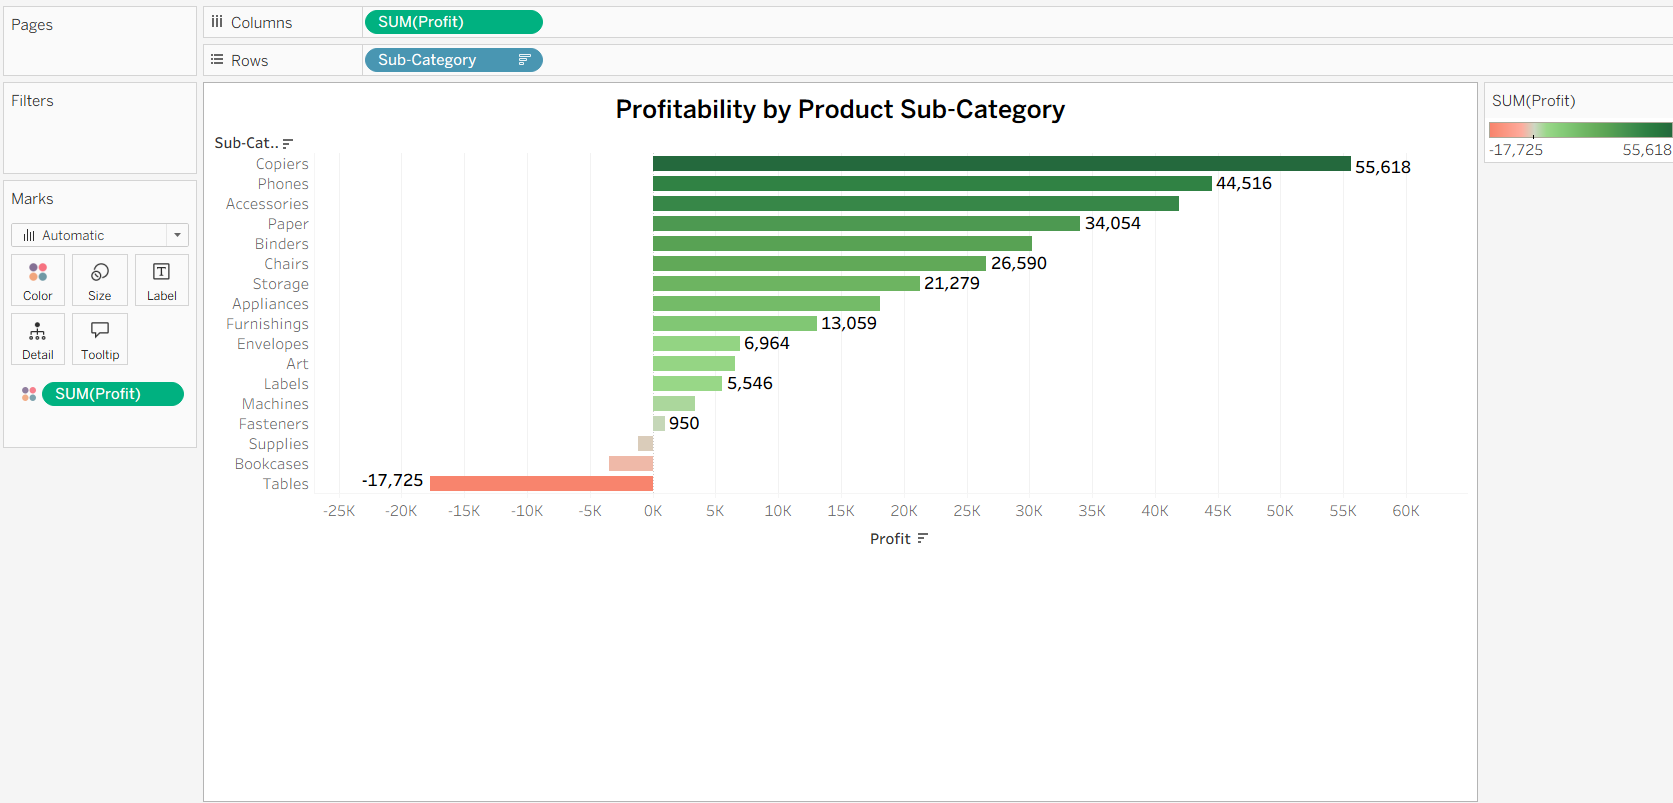 Pages
Columns
SUM(Profit)
Rows
Sub-Category
Filters
Marks
Automatic
Color
Size
Label
Detail
Tooltip
SUM(Profit)
Profitability by Product Sub-Category
Sub-Cat..
Copiers 55,618
Phones 44,516
Accessories
Paper 34,054
Binders
Chairs 26,590
Storage 21,279
Appliances
Furnishings 13,059
Envelopes 6,964
Art
Labels 5,546
Machines
Fasteners 950
Supplies
Bookcases
Tables -17,725
-25K -20K -15K -10K -5K 0K 5K 10K 15K 20K 25K 30K 35K 40K 45K 50K 55K 60K
Profit
SUM(Profit)
-17,725 55,618